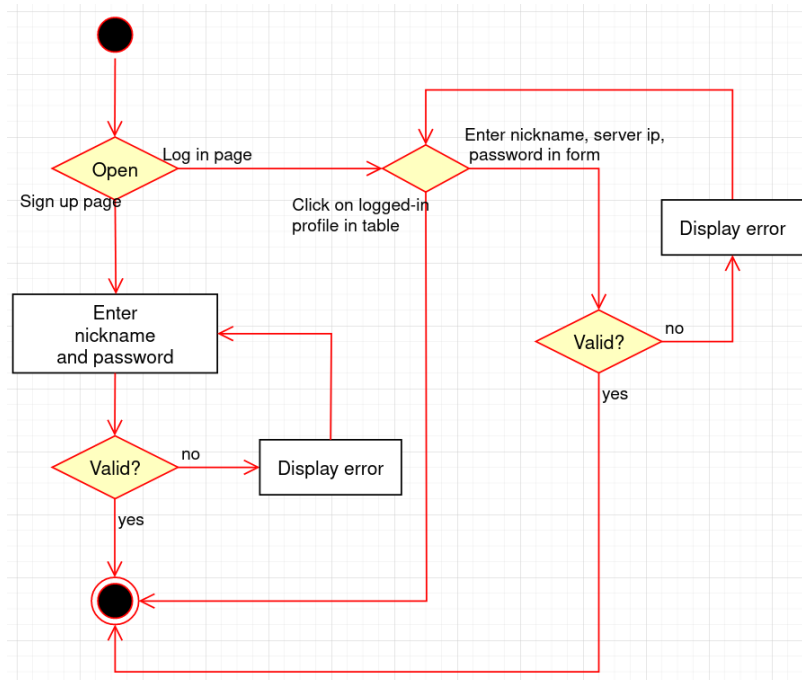 Open
Log in page
Sign up page
Enter nickname, server ip,
password in form
Click on logged-in
profile in table
Display error
Enter
nickname
and password
Valid?
no
yes
Valid?
no
Display error
yes